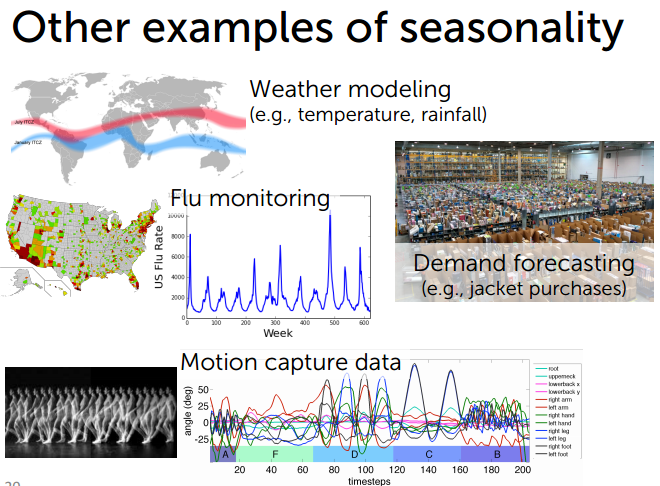 Other examples of seasonality
Weather modeling
(e.g., temperature, rainfall)
July ITCZ
January ITCZ
Flu monitoring
US Flu Rate
10000
8000
6000
4000
2000
0
0 100 200 300 400 500 600
Week
Demand forecasting
(e.g., jacket purchases)
Motion capture data
angle (deg)
50
25
0
-25
A F D C B
20 40 60 80 100 120 140 160 180 200
timesteps
root
upperneck
lowerback x
lowerback y
right arm
left arm
right hand
left hand
right leg
left leg
right foot
left foot